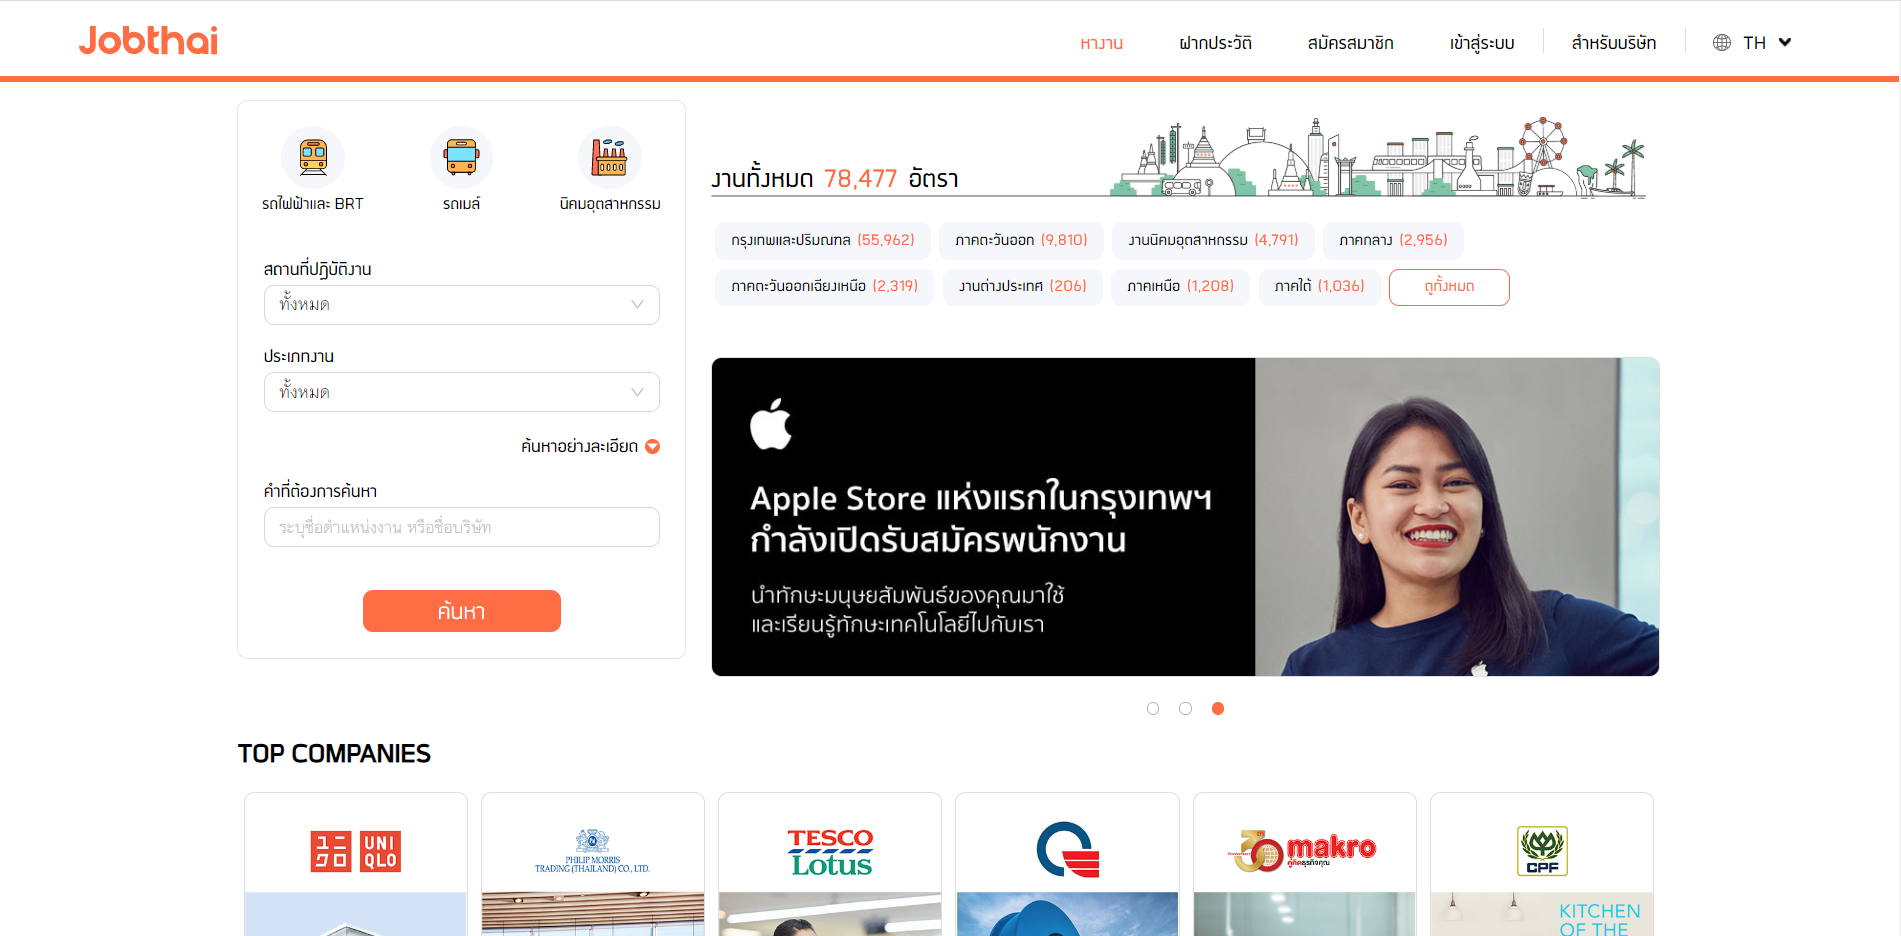 Jobthai
หางาน ฝากประวัติ สมัครสมาชิก เข้าสู่ระบบ สำหรับบริษัท TH
รถไฟฟ้าและ BRT รถเมล์ นิคมอุตสาหกรรม
สถานที่ปฏิบัติงาน
ทั้งหมด
ประเภทงาน
ทั้งหมด
ค้นหาอย่างละเอียด
คำที่ต้องการค้นหา
ระบุชื่อตำแหน่งงาน หรือชื่อบริษัท
ค้นหา
งานทั้งหมด 78,477 อัตรา
กรุงเทพและปริมณฑล (55,962) ภาคตะวันออก (9,810) งานนิคมอุตสาหกรรม (4,791) ภาคกลาง (2,956)
ภาคตะวันออกเฉียงเหนือ (2,319) งานต่างประเทศ (206) ภาคเหนือ (1,208) ภาคใต้ (1,036) ดูทั้งหมด
Apple Store แห่งแรกในกรุงเทพฯ
กำลังเปิดรับสมัครพนักงาน
นำทักษะมนุษยสัมพันธ์ของคุณมาใช้
และเรียนรู้ทักษะเทคโนโลยีไปกับเรา
TOP COMPANIES
ユニクロ
UNIQLO
PHILIP MORRIS
TRADING (THAILAND) CO., LTD.
TESCO
Lotus
30 makro
คู่คิดธุรกิจคุณ
CPF
KITCHEN
OF THE